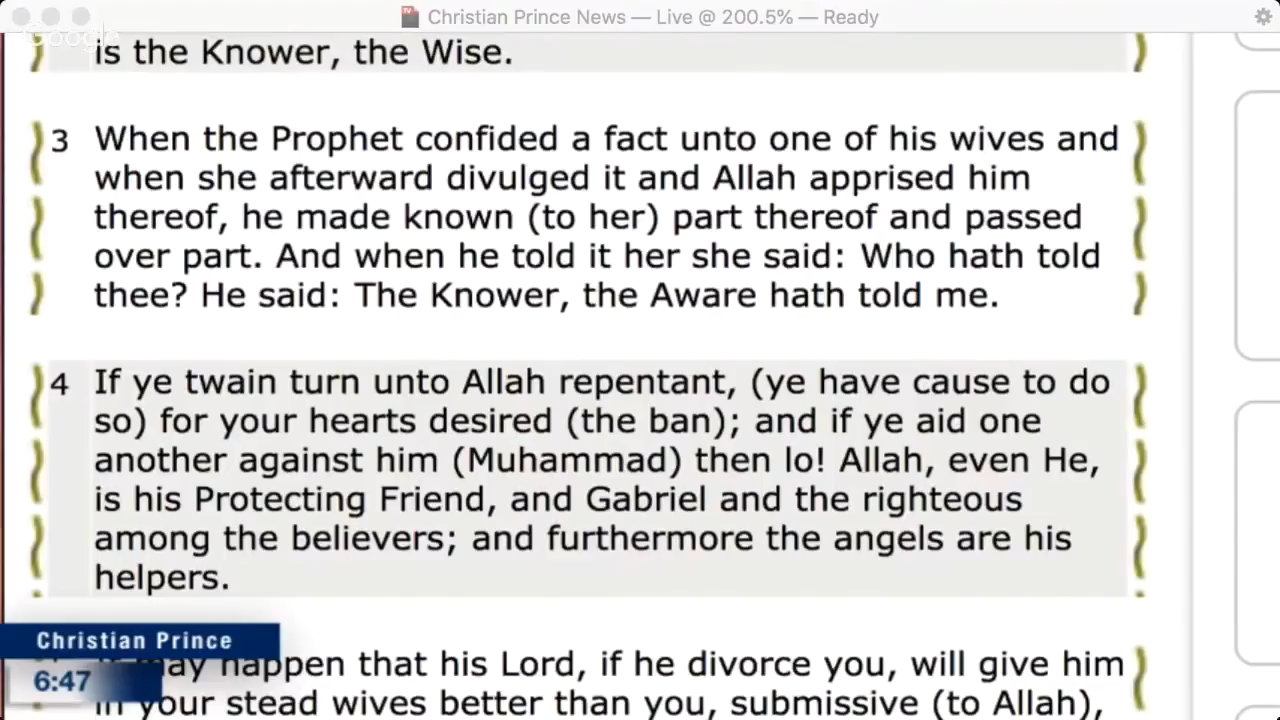 Christian Prince News — Live @ 200.5% — Ready
Google
is the Knower, the Wise.
3 When the Prophet confided a fact unto one of his wives and
when she afterward divulged it and Allah apprised him
thereof, he made known (to her) part thereof and passed
over part. And when he told it her she said: Who hath told
thee? He said: The Knower, the Aware hath told me.
4 If ye twain turn unto Allah repentant, (ye have cause to do
so) for your hearts desired (the ban); and if ye aid one
another against him (Muhammad) then lo! Allah, even He,
is his Protecting Friend, and Gabriel and the righteous
among the believers; and furthermore the angels are his
helpers.
Christian Prince
may happen that his Lord, if he divorce you, will give him
6:47
in your stead wives better than you, submissive (to Allah),